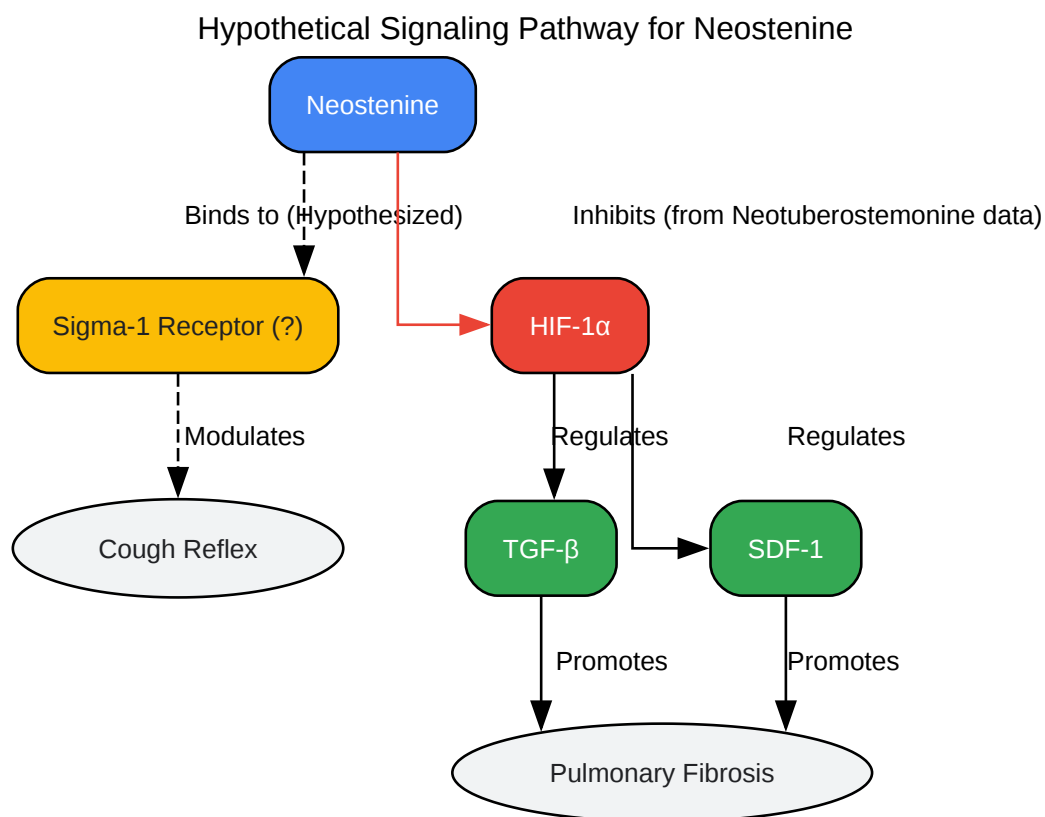 Hypothetical Signaling Pathway for Neostenine
Neostenine
Binds to (Hypothesized)
Inhibits (from Neotuberostemonine data)
Sigma-1 Receptor (?)
HIF-1α
Modulates
Regulates
Regulates
Cough Reflex
TGF-β
SDF-1
Promotes
Promotes
Pulmonary Fibrosis